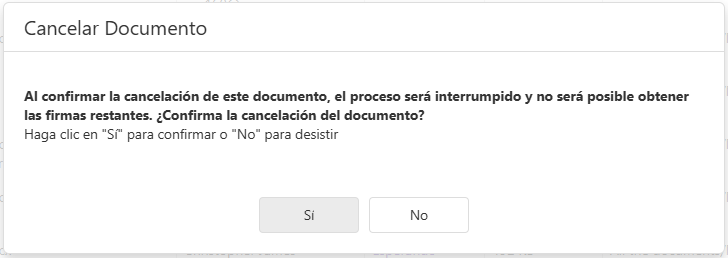 Cancelar Documento
Al confirmar la cancelación de este documento, el proceso será interrumpido y no será posible obtener
las firmas restantes. ¿Confirma la cancelación del documento?
Haga clic en "Sí" para confirmar o "No" para desistir
Sí
No